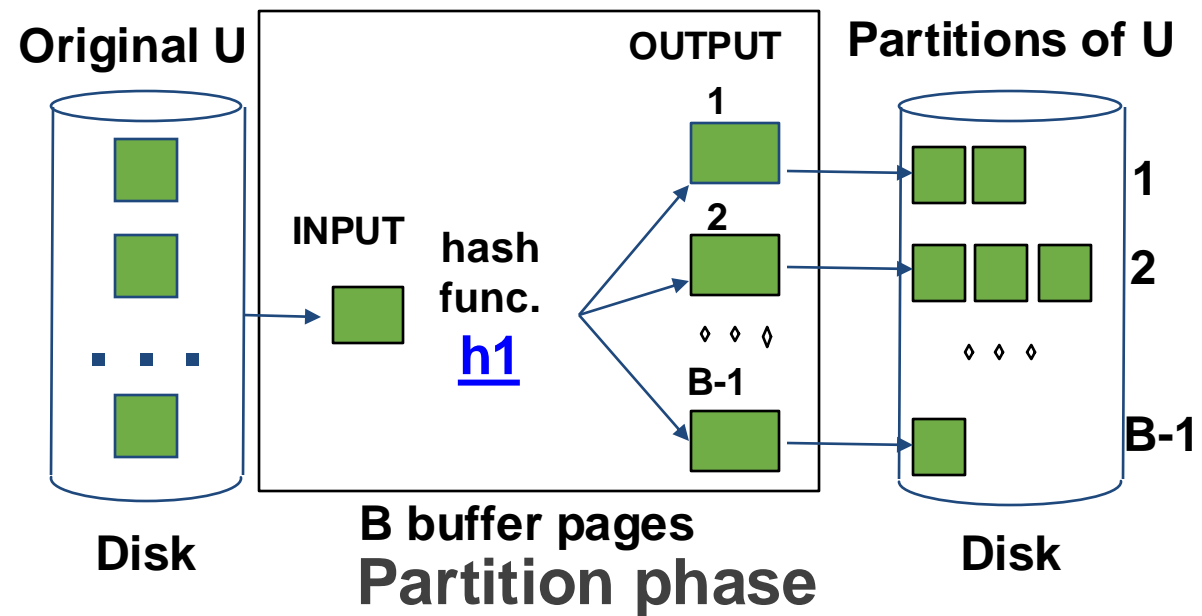 Original U
OUTPUT
Partitions of U
1
1
INPUT
hash
func.
h1
2
2
B-1
B-1
B buffer pages
Disk
Disk
Partition phase